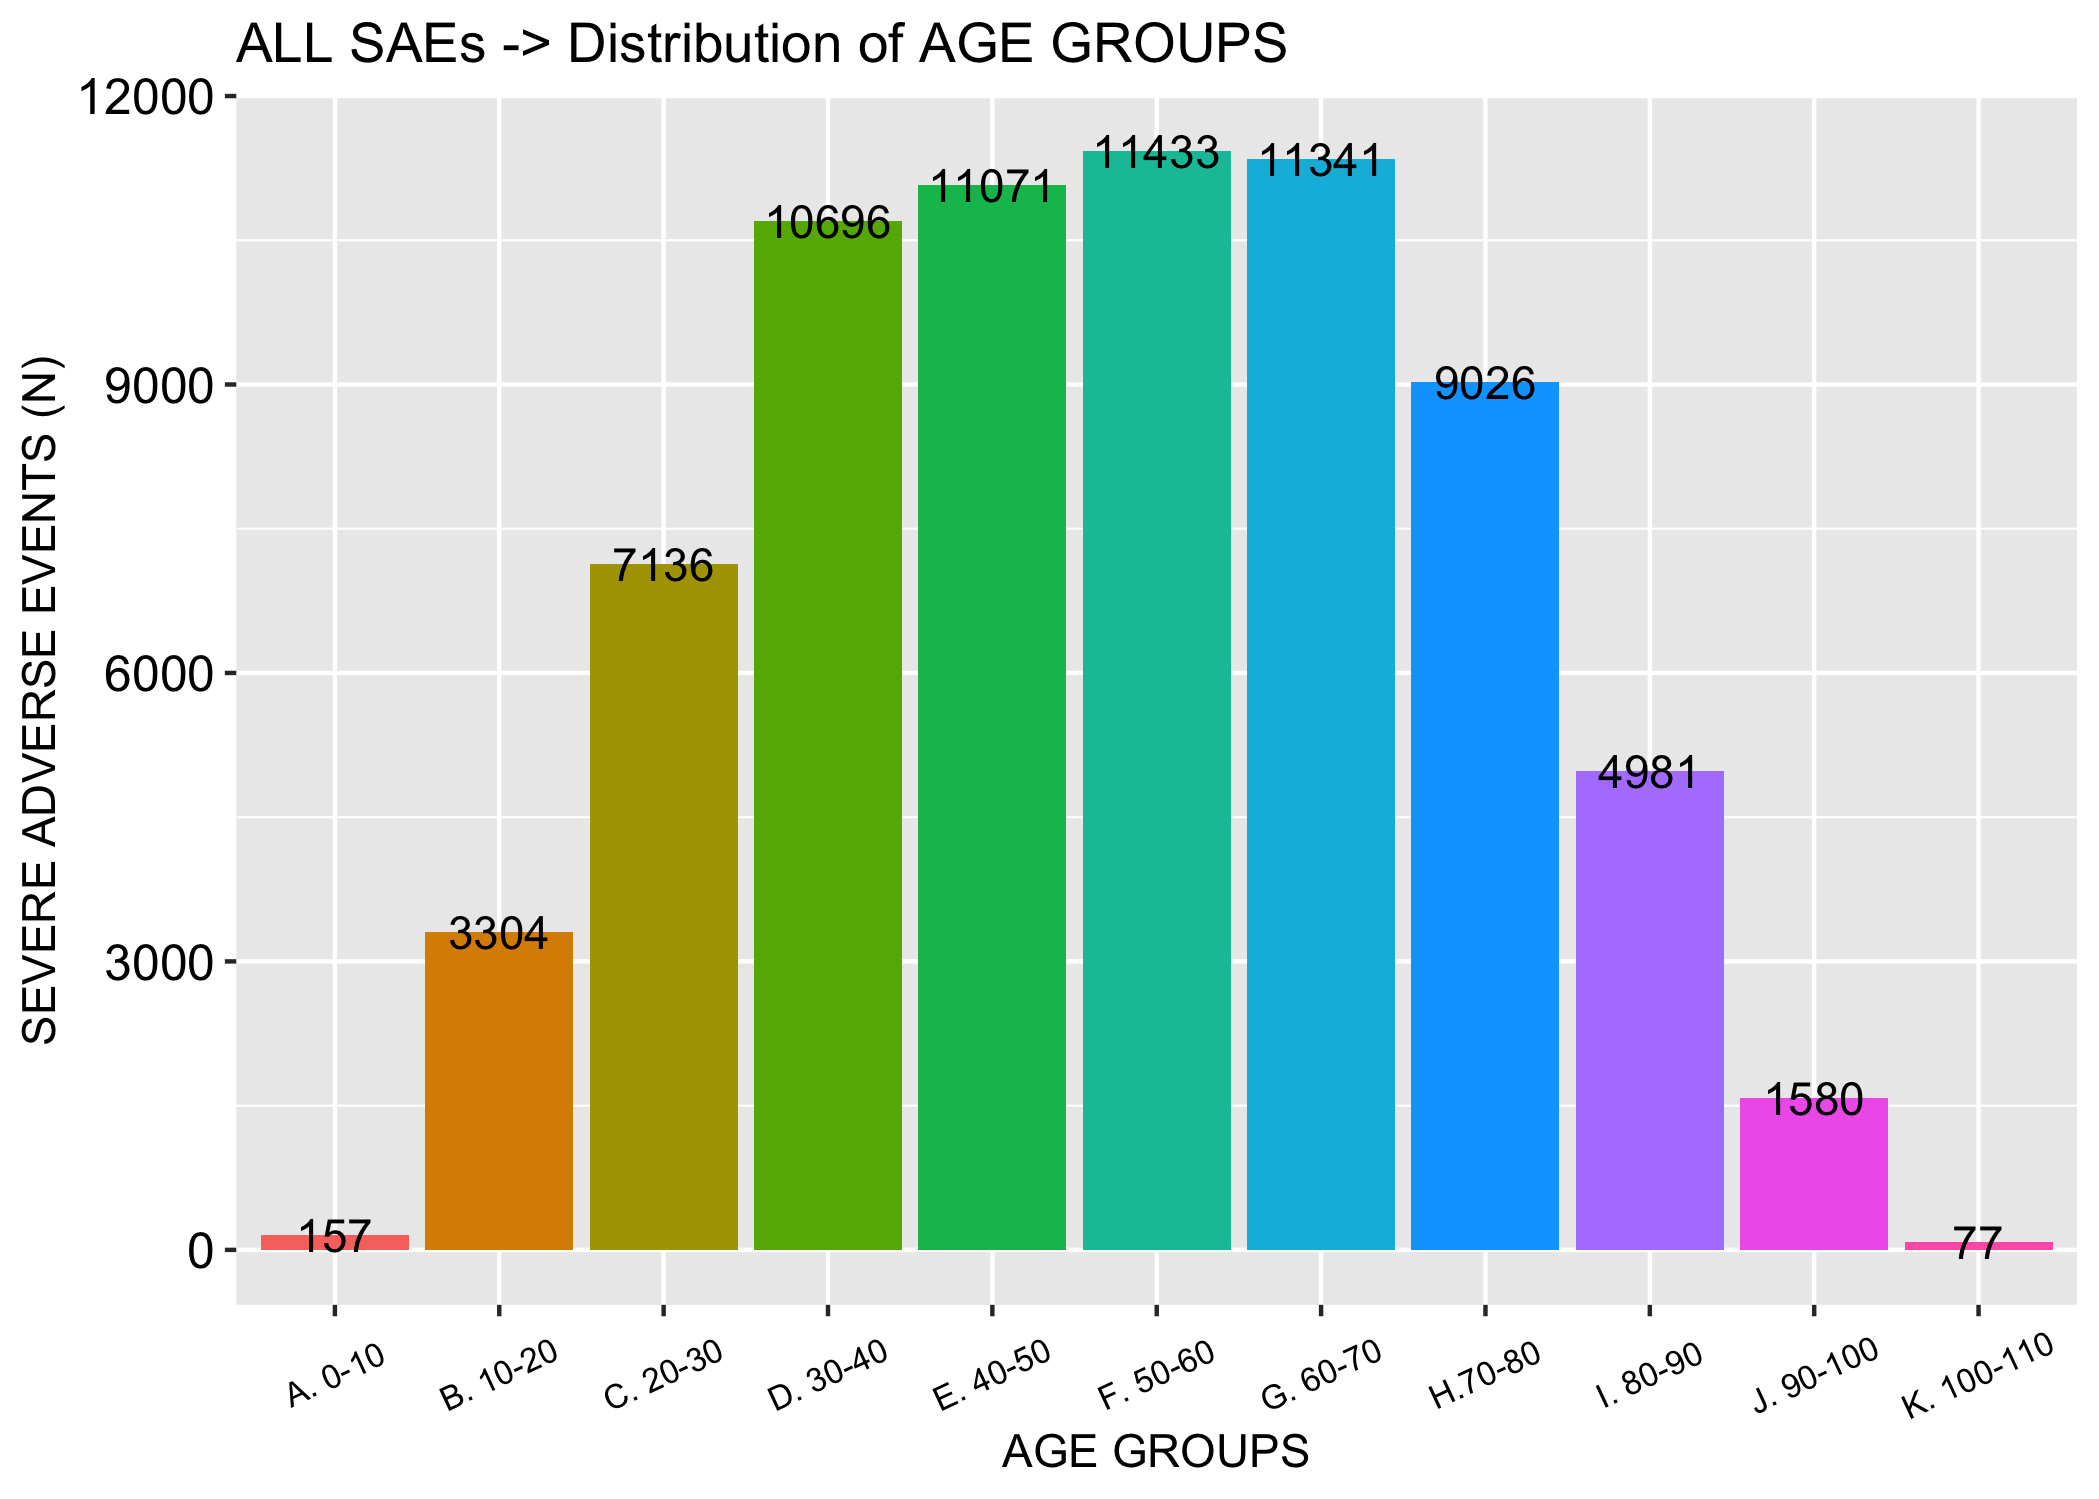 ALL SAEs -> Distribution of AGE GROUPS
SEVERE ADVERSE EVENTS (N)
12000
9000
6000
3000
0
157
3304
7136
10696
11071
11433
11341
9026
4981
1580
77
A. 0-10
B. 10-20
C. 20-30
D. 30-40
E. 40-50
F. 50-60
G. 60-70
H.70-80
I. 80-90
J. 90-100
K. 100-110
AGE GROUPS